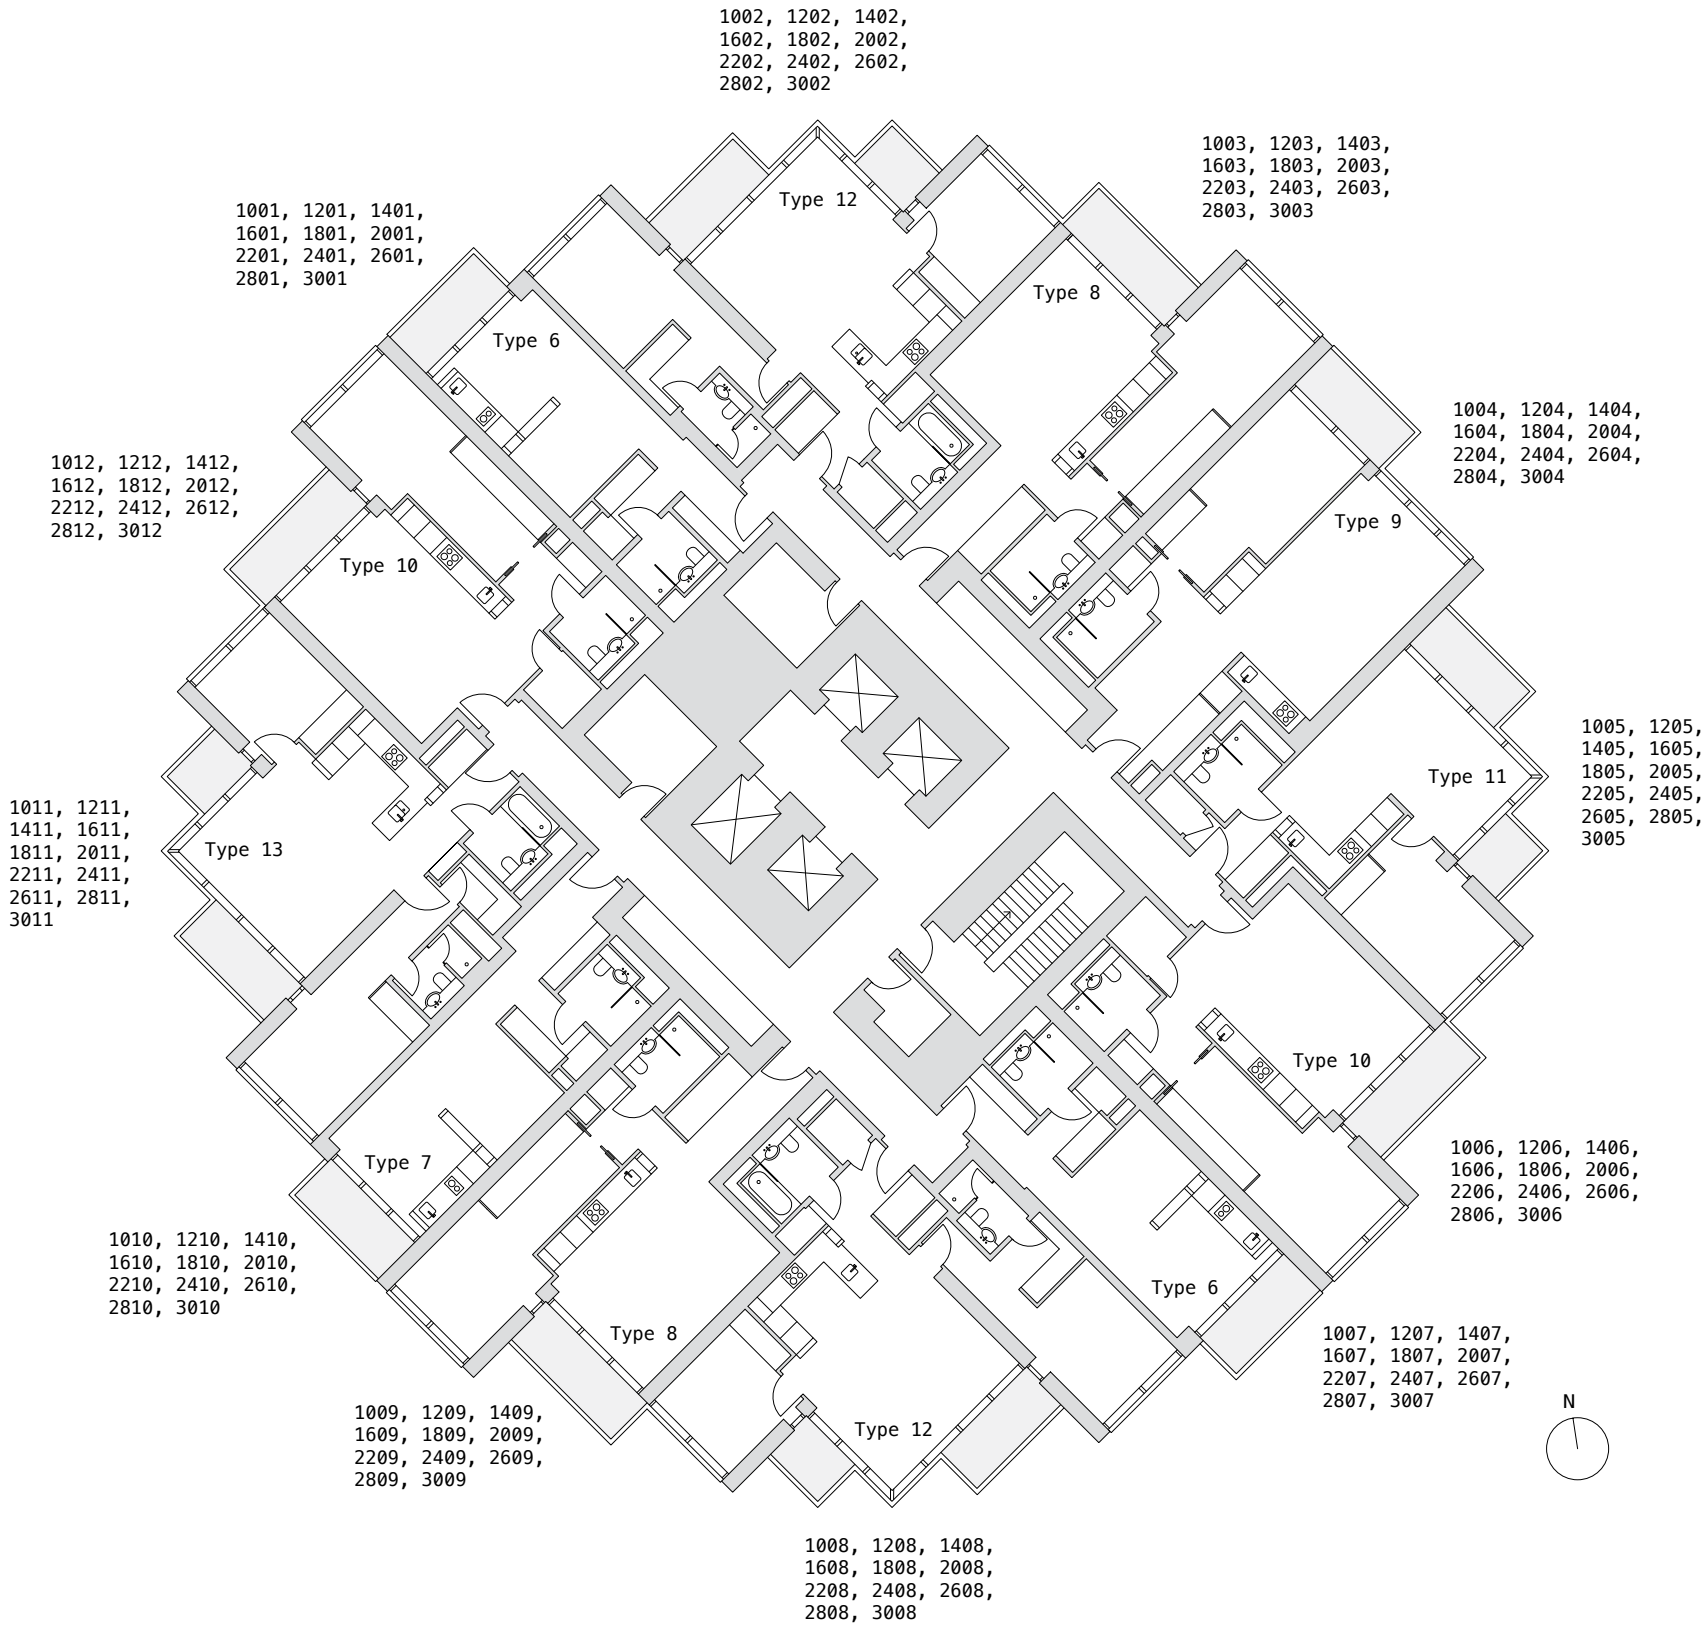 1002, 1202, 1402,
1602, 1802, 2002,
2202, 2402, 2602,
2802, 3002
1003, 1203, 1403,
1603, 1803, 2003,
2203, 2403, 2603,
2803, 3003
Type 12
1001, 1201, 1401,
1601, 1801, 2001,
2201, 2401, 2601,
2801, 3001
Type 8
Type 6
1004, 1204, 1404,
1604, 1804, 2004,
2204, 2404, 2604,
2804, 3004
1012, 1212, 1412,
1612, 1812, 2012,
2212, 2412, 2612,
2812, 3012
Type 9
Type 10
1005, 1205,
1405, 1605,
1805, 2005,
2205, 2405,
2605, 2805,
3005
Type 11
1011, 1211,
1411, 1611,
1811, 2011,
2211, 2411,
2611, 2811,
3011
Type 13
Type 10
1006, 1206, 1406,
1606, 1806, 2006,
2206, 2406, 2606,
2806, 3006
Type 7
1010, 1210, 1410,
1610, 1810, 2010,
2210, 2410, 2610,
2810, 3010
Type 6
Type 8
1007, 1207, 1407,
1607, 1807, 2007,
2207, 2407, 2607,
2807, 3007
N
1009, 1209, 1409,
1609, 1809, 2009,
2209, 2409, 2609,
2809, 3009
Type 12
1008, 1208, 1408,
1608, 1808, 2008,
2208, 2408, 2608,
2808, 3008